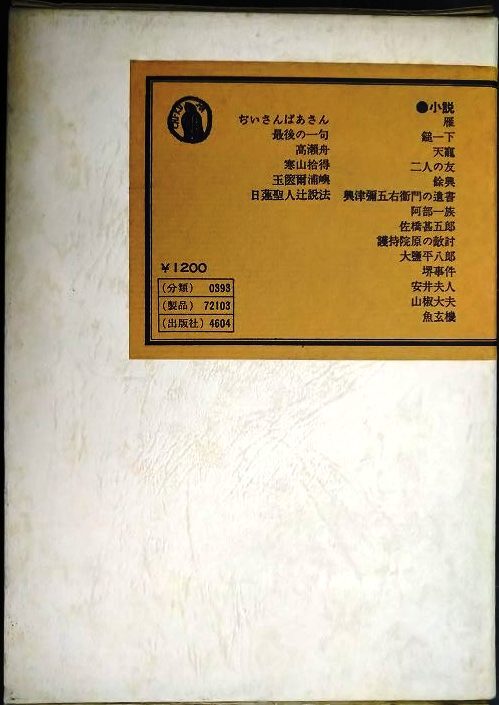 ●小説
雁
鎚一下
天寵
二人の友
餘興
興津彌五右衞門の遺書
阿部一族
佐橋甚五郎
護持院原の敵討
大鹽平八郎
堺事件
安井夫人
山椒大夫
魚玄機
ぢいさんばあさん
最後の一句
高瀬舟
寒山拾得
玉篋兩浦嶼
日蓮聖人辻説法
¥1200
(分類) 0393
(製品) 72103
(出版社) 4604